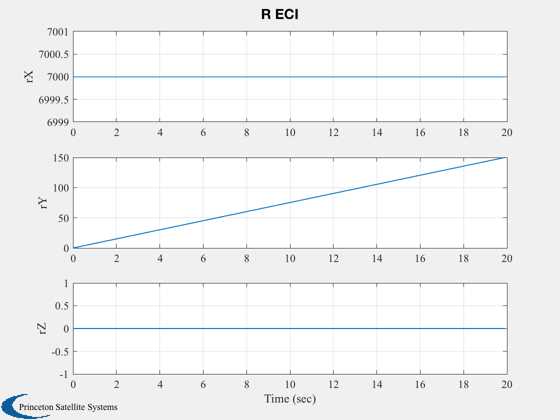 R ECI
7001
7000.5
7000
6999.5
6999
rX
0 2 4 6 8 10 12 14 16 18 20
150
100
50
0
rY
0 2 4 6 8 10 12 14 16 18 20
1
0.5
0
-0.5
-1
rZ
0 2 4 6 8 10 12 14 16 18 20
Time (sec)
Princeton Satellite Systems